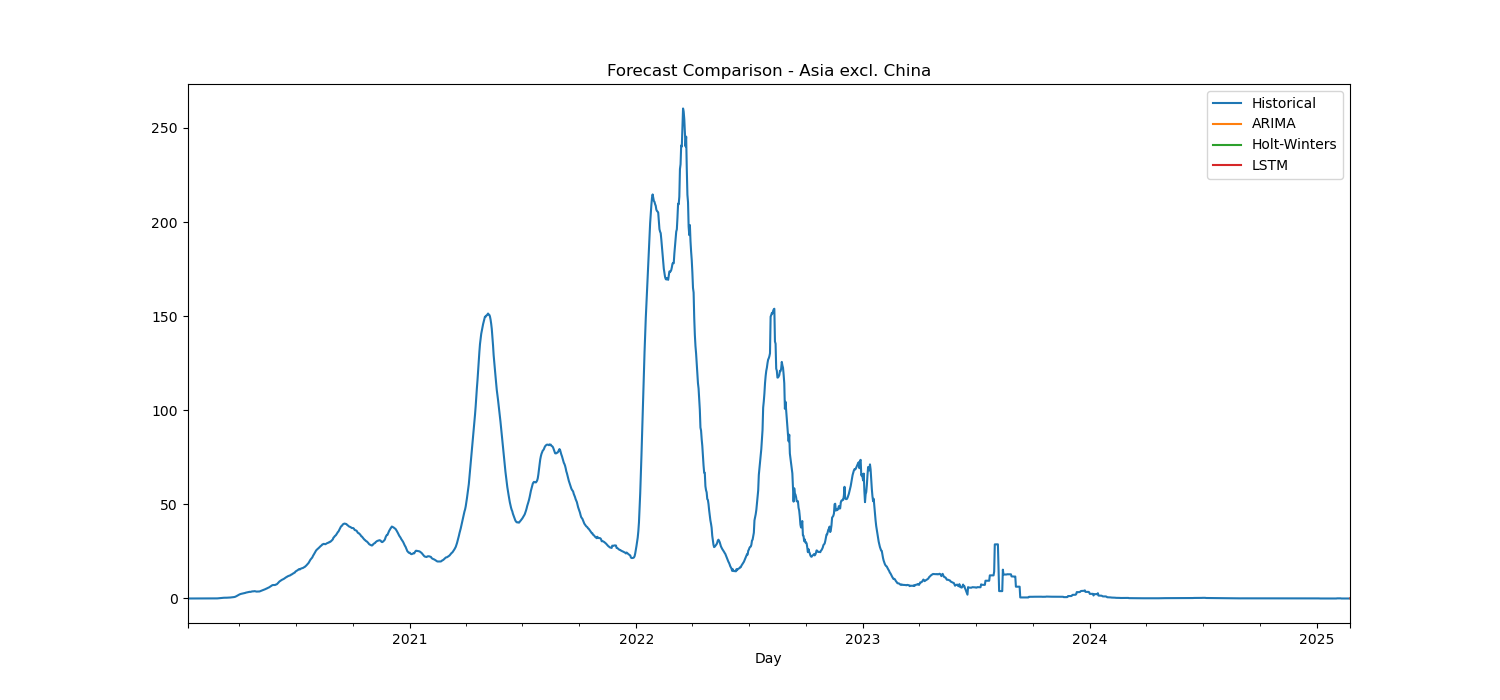 Forecast Comparison - Asia excl. China
Historical
ARIMA
Holt-Winters
LSTM
250
200
150
100
50
0
2021
2022
2023
2024
2025
Day